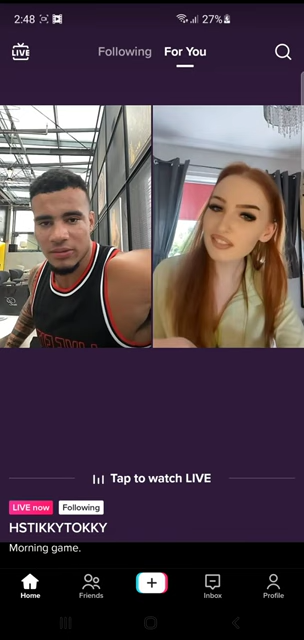 2:48
27%
LIVE
Following For You
Tap to watch LIVE
LIVE now Following
HSTIKKYTOKKY
Morning game.
Home Friends Inbox Profile